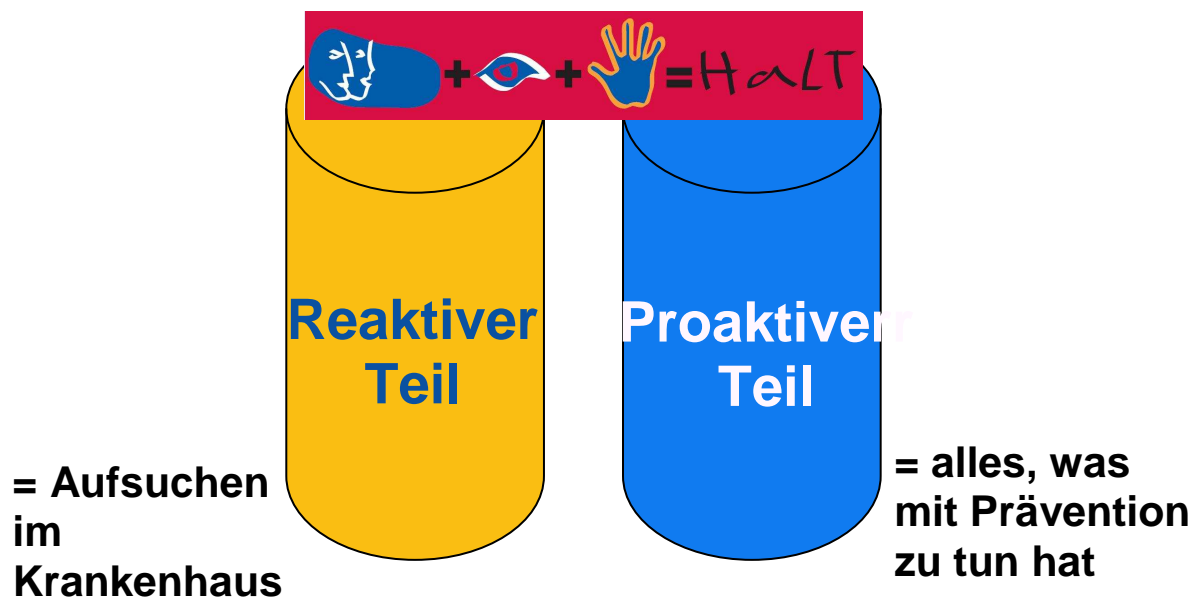 + + =HaLT
Reaktiver
Teil
Proaktiverr
Teil
= Aufsuchen
im
Krankenhaus
= alles, was
mit Prävention
zu tun hat